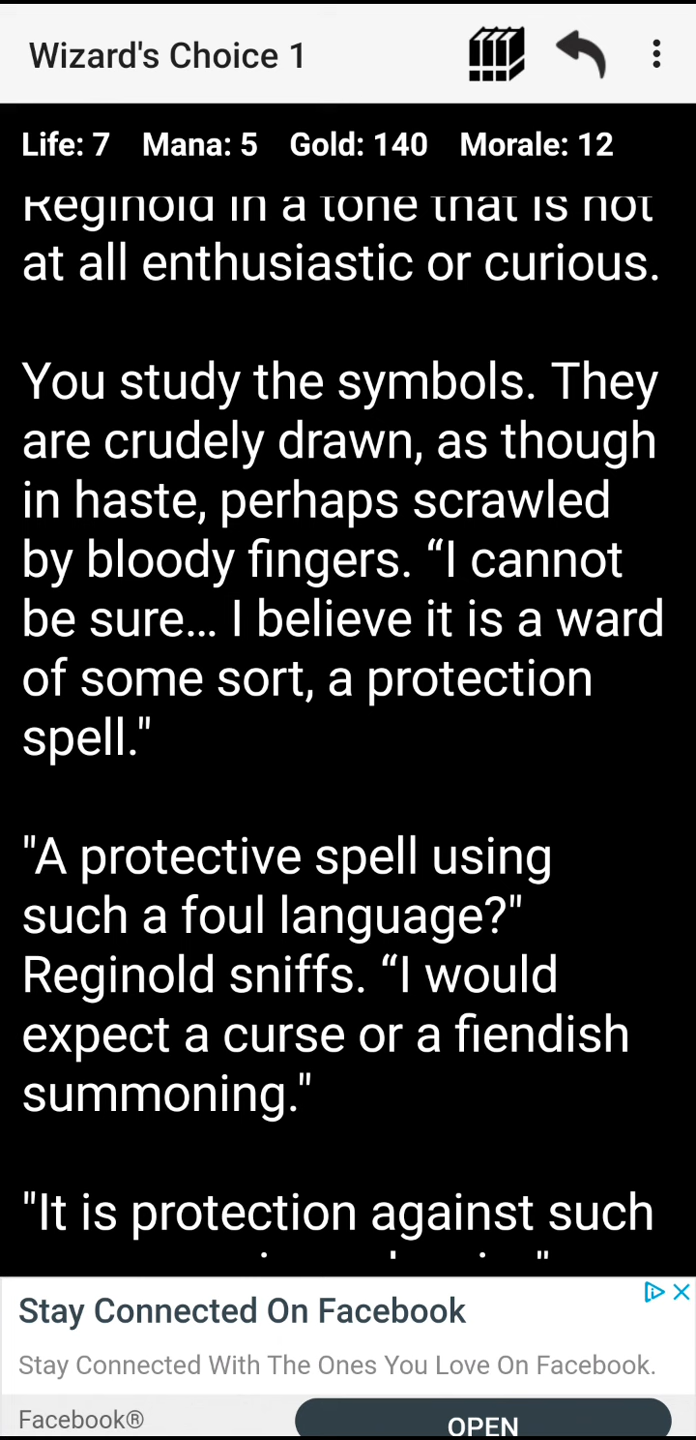 Wizard's Choice 1
Life: 7 Mana: 5 Gold: 140 Morale: 12
Reginold in a tone that is not
at all enthusiastic or curious.
You study the symbols. They
are crudely drawn, as though
in haste, perhaps scrawled
by bloody fingers. “I cannot
be sure... I believe it is a ward
of some sort, a protection
spell."
"A protective spell using
such a foul language?"
Reginold sniffs. “I would
expect a curse or a fiendish
summoning."
"It is protection against such
Stay Connected On Facebook
Stay Connected With The Ones You Love On Facebook.
Facebook®
OPEN